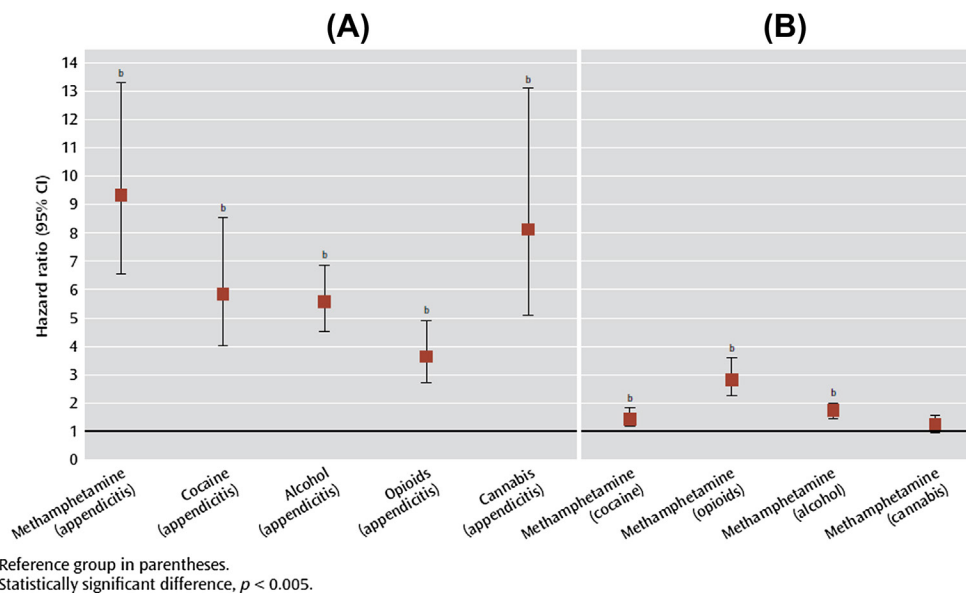 (A) (B)
Hazard ratio (95% CI)
14
13
12
11
10
9
8
7
6
5
4
3
2
1
0
b
b
b
b
b
b
b
b
Methamphetamine
(appendicitis)
Cocaine
(appendicitis)
Alcohol
(appendicitis)
Opioids
(appendicitis)
Cannabis
(appendicitis)
Methamphetamine
(cocaine)
Methamphetamine
(opioids)
Methamphetamine
(alcohol)
Methamphetamine
(cannabis)
Reference group in parentheses.
Statistically significant difference, p < 0.005.